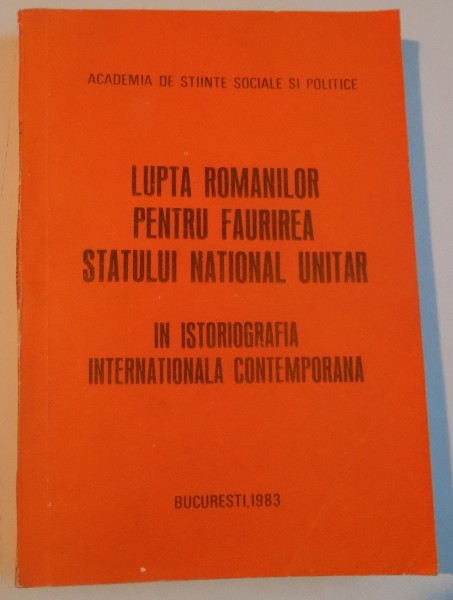 ACADEMIA DE STIINTE SOCIALE SI POLITICE
LUPTA ROMANILOR
PENTRU FAURIREA
STATULUI NATIONAL UNITAR
IN ISTORIOGRAFIA
INTERNATIONALA CONTEMPORANA
BUCURESTI, 1983